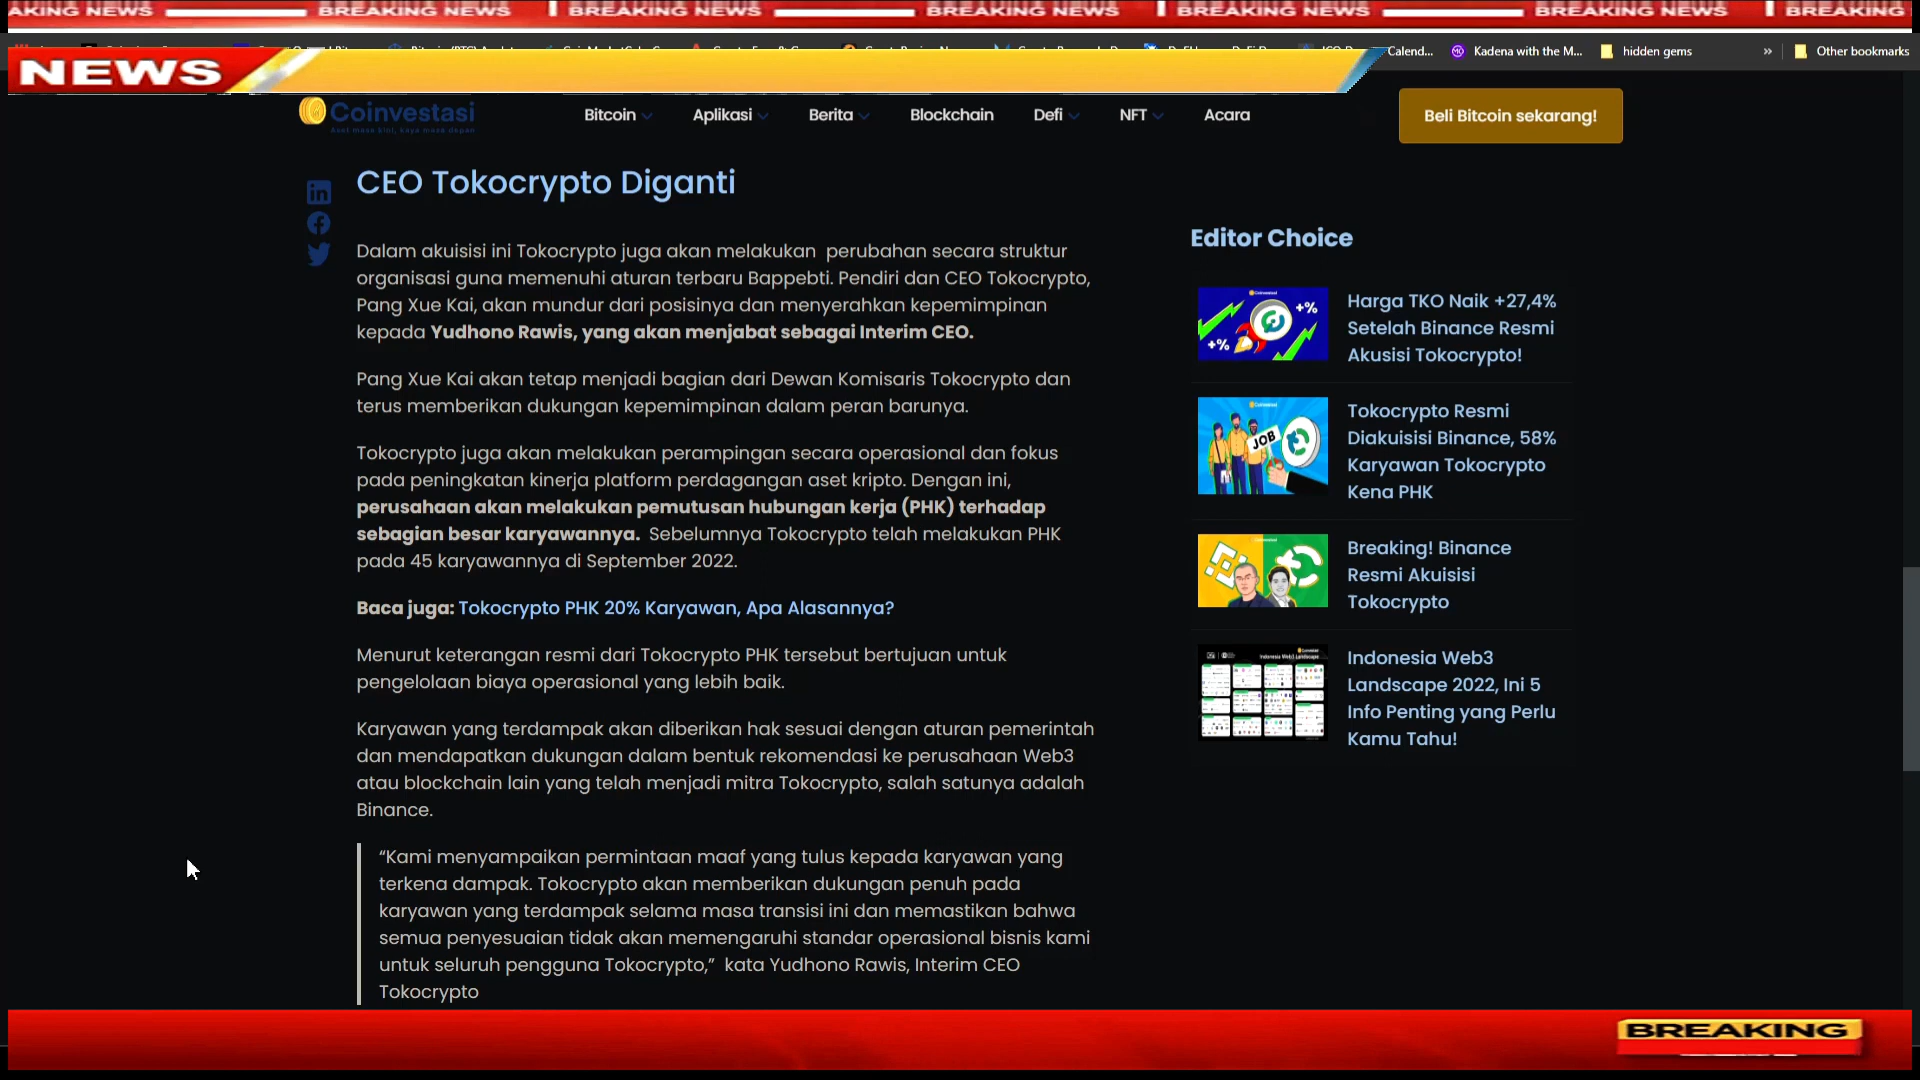 AKING NEWS
BREAKING NEWS
BREAKING NEWS
BREAKING NEWS
BREAKING NEWS
BREAKING NEWS
BREAKING
NEWS
Calend...
Kadena with the M...
hidden gems
»
Other bookmarks
Coinvestasi
Aset masa kini, kaya masa depan
Bitcoin
Aplikasi
Berita
Blockchain
Defi
NFT
Acara
Beli Bitcoin sekarang!
CEO Tokocrypto Diganti
Dalam akuisisi ini Tokocrypto juga akan melakukan perubahan secara struktur
organisasi guna memenuhi aturan terbaru Bappebti. Pendiri dan CEO Tokocrypto,
Pang Xue Kai, akan mundur dari posisinya dan menyerahkan kepemimpinan
kepada Yudhono Rawis, yang akan menjabat sebagai Interim CEO.
Pang Xue Kai akan tetap menjadi bagian dari Dewan Komisaris Tokocrypto dan
terus memberikan dukungan kepemimpinan dalam peran barunya.
Tokocrypto juga akan melakukan perampingan secara operasional dan fokus
pada peningkatan kinerja platform perdagangan aset kripto. Dengan ini,
perusahaan akan melakukan pemutusan hubungan kerja (PHK) terhadap
sebagian besar karyawannya. Sebelumnya Tokocrypto telah melakukan PHK
pada 45 karyawannya di September 2022.
Baca juga: Tokocrypto PHK 20% Karyawan, Apa Alasannya?
Menurut keterangan resmi dari Tokocrypto PHK tersebut bertujuan untuk
pengelolaan biaya operasional yang lebih baik.
Karyawan yang terdampak akan diberikan hak sesuai dengan aturan pemerintah
dan mendapatkan dukungan dalam bentuk rekomendasi ke perusahaan Web3
atau blockchain lain yang telah menjadi mitra Tokocrypto, salah satunya adalah
Binance.
“Kami menyampaikan permintaan maaf yang tulus kepada karyawan yang
terkena dampak. Tokocrypto akan memberikan dukungan penuh pada
karyawan yang terdampak selama masa transisi ini dan memastikan bahwa
semua penyesuaian tidak akan memengaruhi standar operasional bisnis kami
untuk seluruh pengguna Tokocrypto,” kata Yudhono Rawis, Interim CEO
Tokocrypto
Editor Choice
+%
+%
Harga TKO Naik +27,4%
Setelah Binance Resmi
Akusisi Tokocrypto!
JOB
Tokocrypto Resmi
Diakuisisi Binance, 58%
Karyawan Tokocrypto
Kena PHK
Breaking! Binance
Resmi Akuisisi
Tokocrypto
Indonesia Web3 Landscape
Indonesia Web3
Landscape 2022, Ini 5
Info Penting yang Perlu
Kamu Tahu!
BREAKING